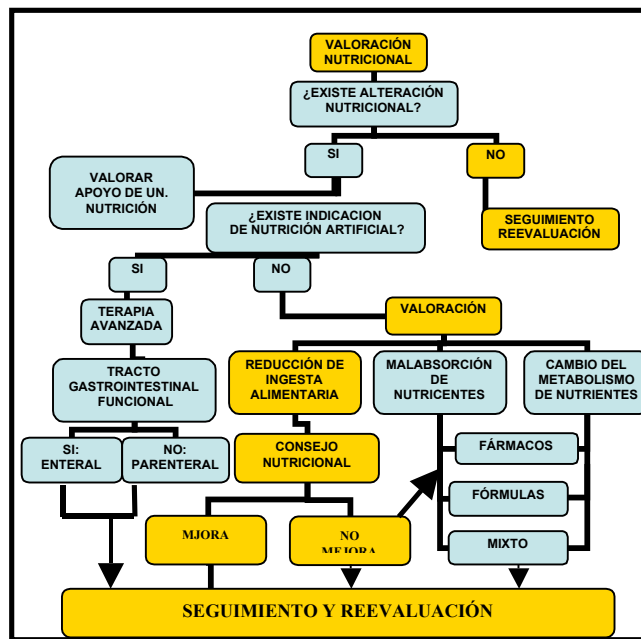 VALORACIÓN
NUTRICIONAL
¿EXISTE ALTERACIÓN
NUTRICIONAL?
SI
NO
VALORAR
APOYO DE UN.
NUTRICIÓN
¿EXISTE INDICACION
DE NUTRICIÓN ARTIFICIAL?
SEGUIMIENTO
REEVALUACIÓN
SI
NO
TERAPIA
AVANZADA
VALORACIÓN
TRACTO
GASTROINTESTINAL
FUNCIONAL
REDUCCIÓN DE
INGESTA
ALIMENTARIA
MALABSORCIÓN
DE
NUTRICENTES
CAMBIO DEL
METABOLISMO
DE NUTRIENTES
SI:
ENTERAL
NO:
PARENTERAL
CONSEJO
NUTRICIONAL
FÁRMACOS
FÓRMULAS
MIXTO
MJORA
NO
MEJORA
SEGUIMIENTO Y REEVALUACIÓN